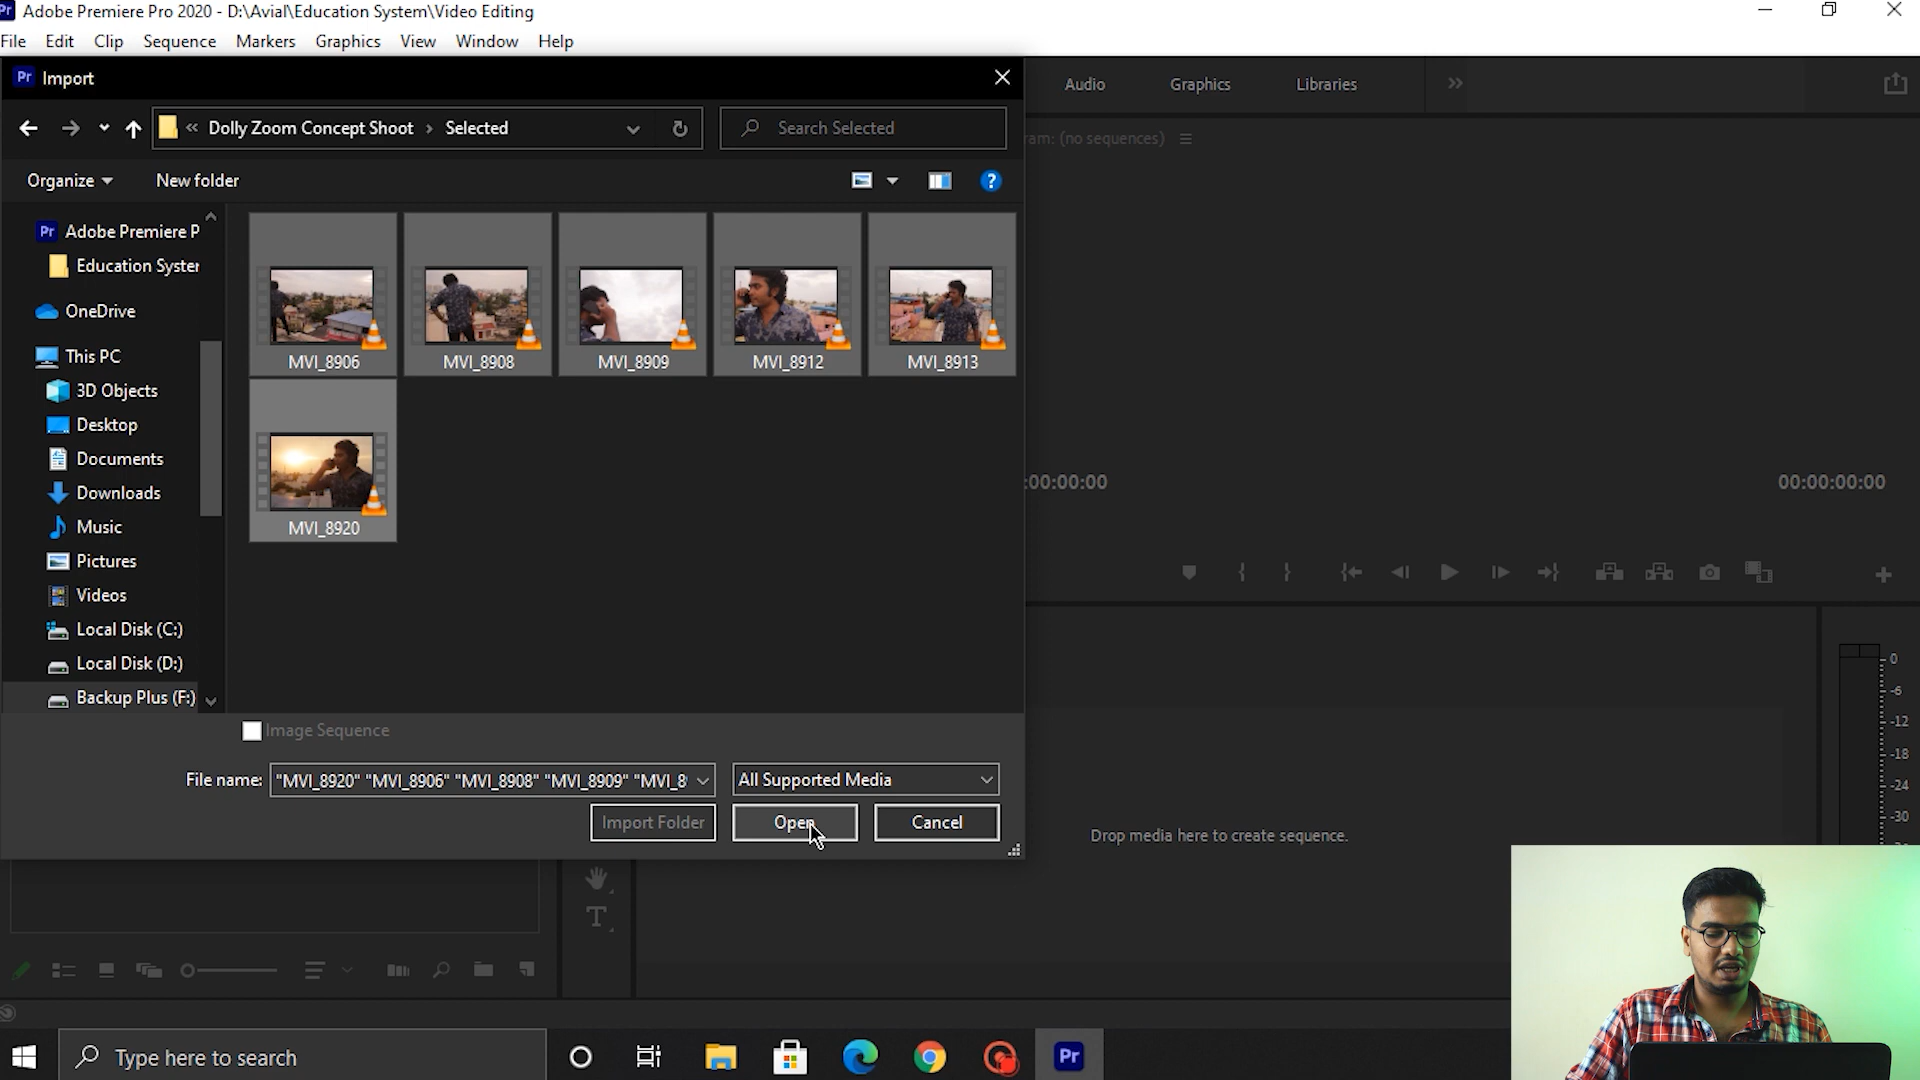 Pr Adobe Premiere Pro 2020 - D:\Avial\Education System\Video Editing
File Edit Clip Sequence Markers Graphics View Window Help
Pr Import
Audio Graphics Libraries
« Dolly Zoom Concept Shoot › Selected
Search Selected
ram: (no sequences)
Organize New folder
?
Pr Adobe Premiere P
Education Syster
OneDrive
This PC
3D Objects
Desktop
Documents
Downloads
Music
Pictures
Videos
Local Disk (C:)
Local Disk (D:)
Backup Plus (F:)
MVI_8906 MVI_8908 MVI_8909 MVI_8912 MVI_8913
MVI_8920
:00:00:00 00:00:00:00
Image Sequence
File name: "MVI_8920" "MVI_8906" "MVI_8908" "MVI_8909" "MVI_8
All Supported Media
Import Folder Open Cancel
Drop media here to create sequence.
0
-6
-12
-18
-24
-30
T
Type here to search
Pr